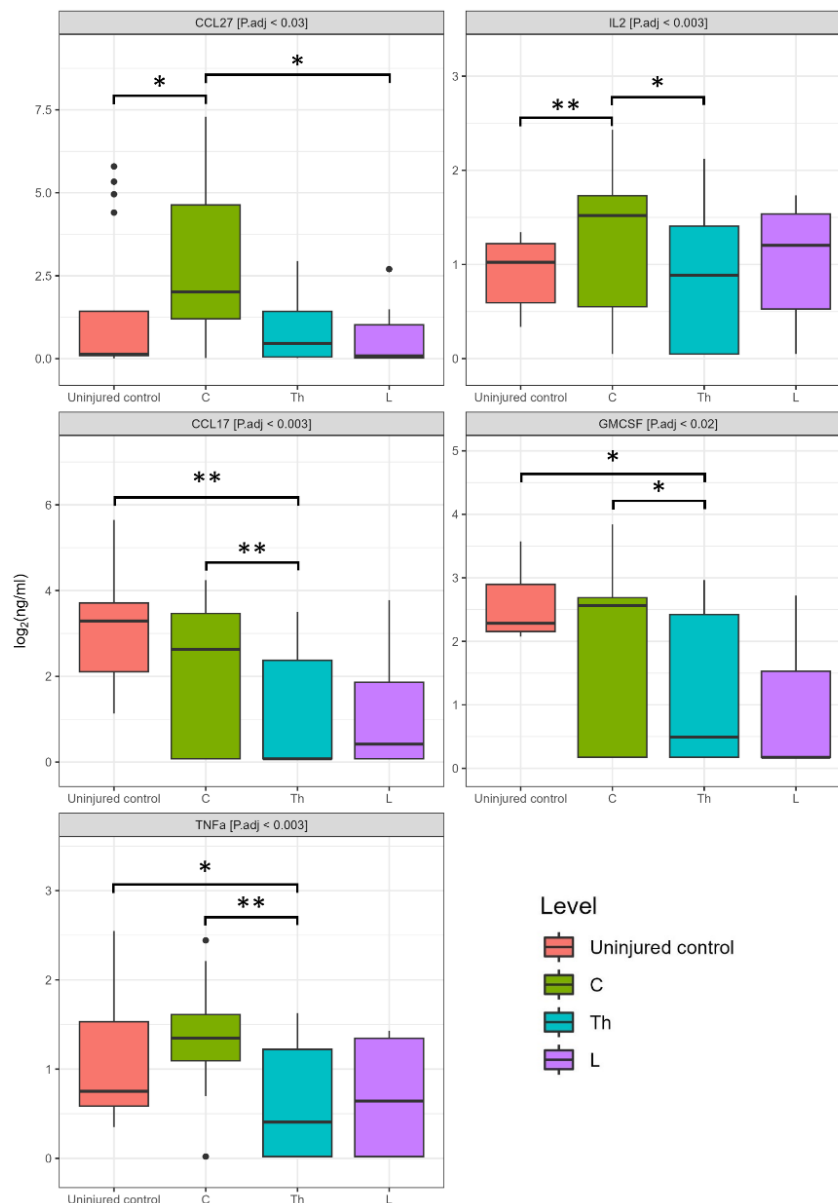 CCL27 [P.adj < 0.03]
*
*
7.5
5.0
2.5
0.0
Uninjured control C Th L
IL2 [P.adj < 0.003]
**
*
3
2
1
0
Uninjured control C Th L
CCL17 [P.adj < 0.003]
**
**
6
4
2
0
Uninjured control C Th L
log₂(ng/ml)
GMCSF [P.adj < 0.02]
*
*
5
4
3
2
1
0
Uninjured control C Th L
TNFa [P.adj < 0.003]
*
**
3
2
1
0
Uninjured control C Th L
Level
Uninjured control
C
Th
L